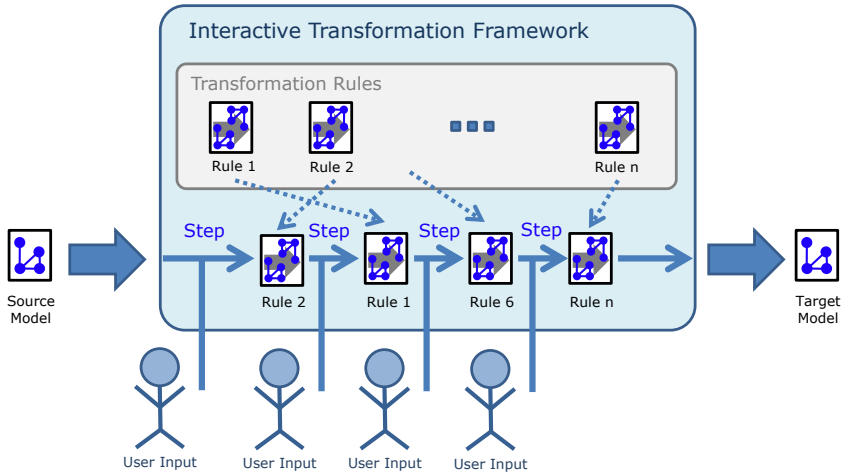 Interactive Transformation Framework
Transformation Rules
Rule 1
Rule 2
Rule n
Step
Step
Step
Step
Rule 2
Rule 1
Rule 6
Rule n
Source
Model
Target
Model
User Input
User Input
User Input
User Input